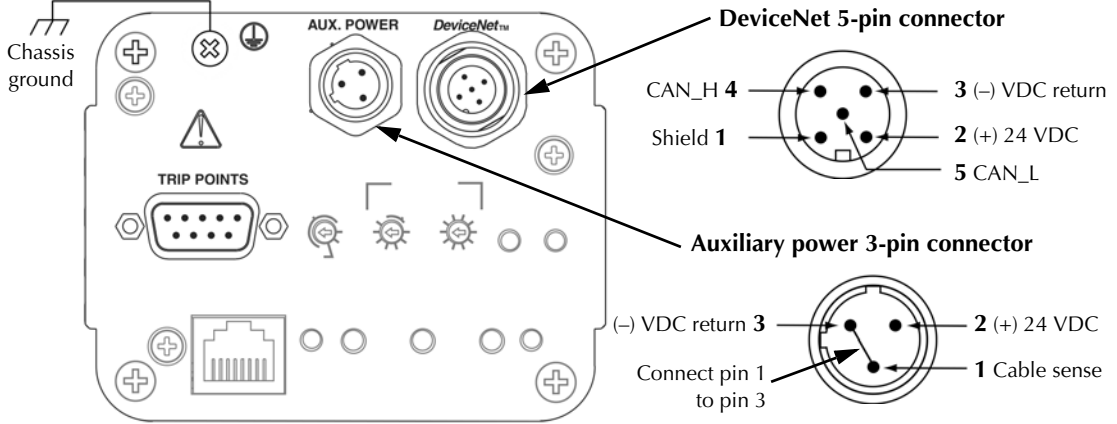 Chassis
ground
AUX. POWER
DeviceNet™
TRIP POINTS
DeviceNet 5-pin connector
CAN_H 4
3 (–) VDC return
Shield 1
2 (+) 24 VDC
5 CAN_L
Auxiliary power 3-pin connector
(–) VDC return 3
2 (+) 24 VDC
1 Cable sense
Connect pin 1
to pin 3